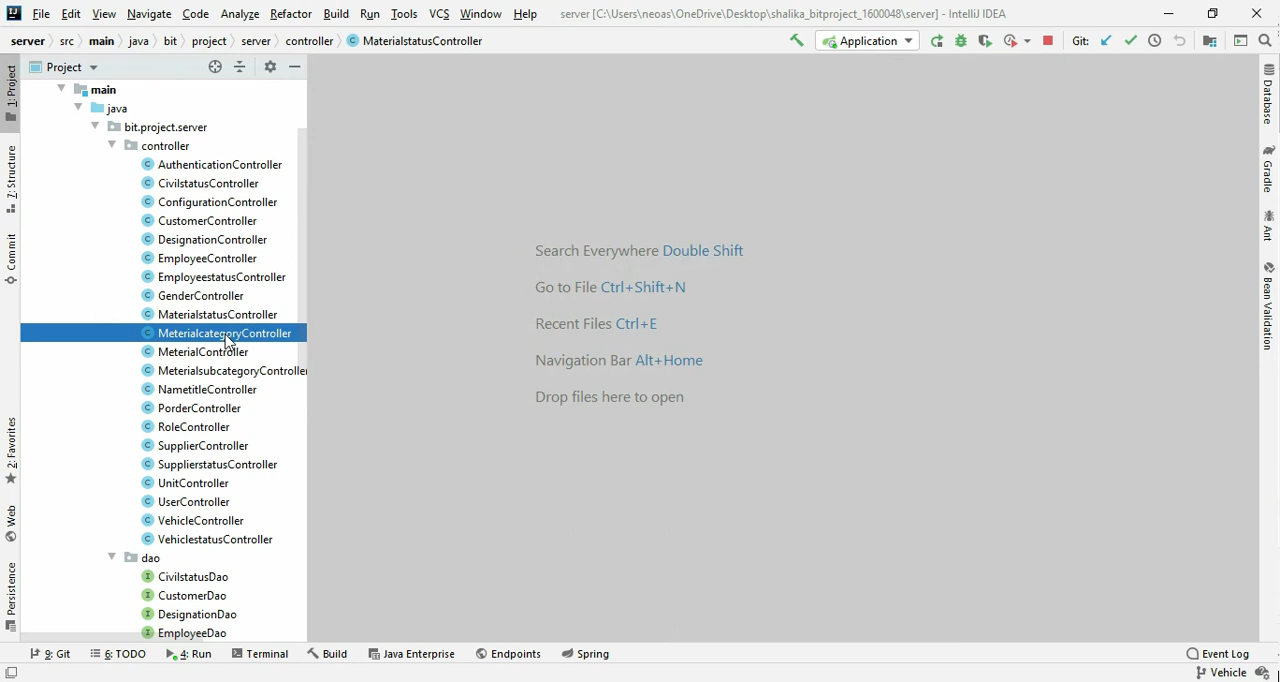 File Edit View Navigate Code Analyze Refactor Build Run Tools VCS Window Help server [C:\Users\neoas\OneDrive\Desktop\shalika_bitproject_1600048\server] - IntelliJ IDEA
server src main java bit project server controller MaterialstatusController Application Git:
1: Project
Z: Structure
Commit
2: Favorites
Web
Persistence
Project
main
java
bit.project.server
controller
AuthenticationController
CivilstatusController
ConfigurationController
CustomerController
DesignationController
EmployeeController
EmployeestatusController
GenderController
MaterialstatusController
MeterialcategoryController
MeterialController
MeterialsubcategoryController
NametitleController
PorderController
RoleController
SupplierController
SupplierstatusController
UnitController
UserController
VehicleController
VehiclestatusController
dao
CivilstatusDao
CustomerDao
DesignationDao
EmployeeDao
Search Everywhere Double Shift
Go to File Ctrl+Shift+N
Recent Files Ctrl+E
Navigation Bar Alt+Home
Drop files here to open
Database
Gradle
Ant
Bean Validation
9: Git 6: TODO 4: Run Terminal Build Java Enterprise Endpoints Spring Event Log
Vehicle